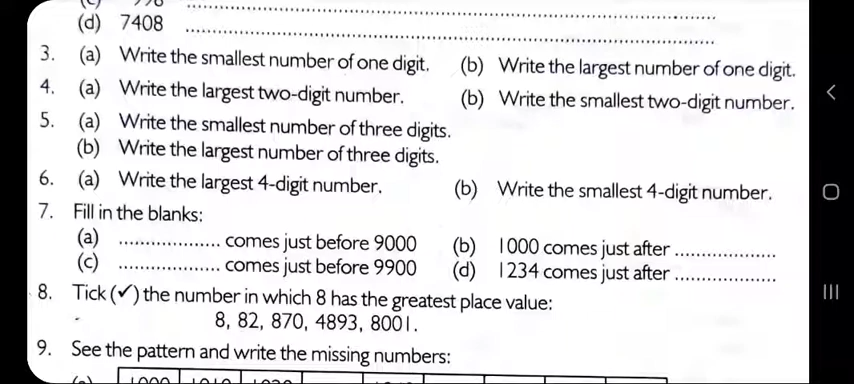 (d) 7408 ....................
3. (a) Write the smallest number of one digit. (b) Write the largest number of one digit.
4. (a) Write the largest two-digit number. (b) Write the smallest two-digit number.
5. (a) Write the smallest number of three digits.
(b) Write the largest number of three digits.
6. (a) Write the largest 4-digit number. (b) Write the smallest 4-digit number.
7. Fill in the blanks:
(a) .................... comes just before 9000 (b) 1000 comes just after ....................
(c) .................... comes just before 9900 (d) 1234 comes just after ....................
8. Tick (✓) the number in which 8 has the greatest place value:
8, 82, 870, 4893, 8001.
9. See the pattern and write the missing numbers: